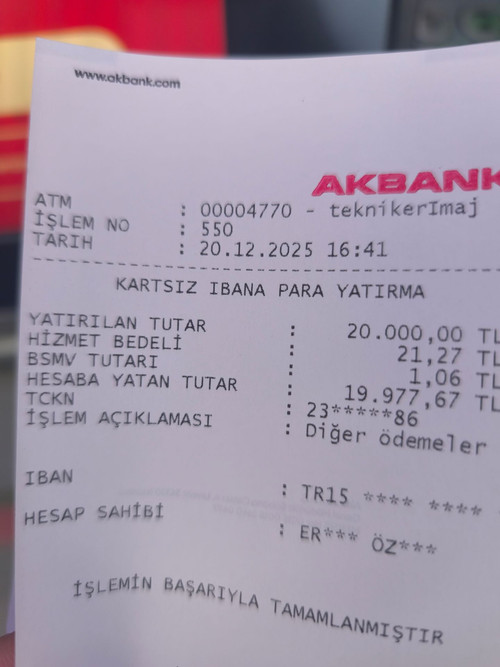 www.akbank.com
AKBANK
ATM : 00004770 - teknikerImaj
İŞLEM NO : 550
TARIH : 20.12.2025 16:41
KARTSIZ IBANA PARA YATIRMA
YATIRILAN TUTAR : 20.000,00 TL
HİZMET BEDELİ : 21,27 TL
BSMV TUTARI : 1,06 TL
HESABA YATAN TUTAR : 19.977,67 TL
TCKN : 23*****86
İŞLEM AÇIKLAMASI : Diğer ödemeler
IBAN : TR15 **** ****
HESAP SAHİBİ : ER*** ÖZ***
İŞLEMİN BAŞARIYLA TAMAMLANMIŞTIR